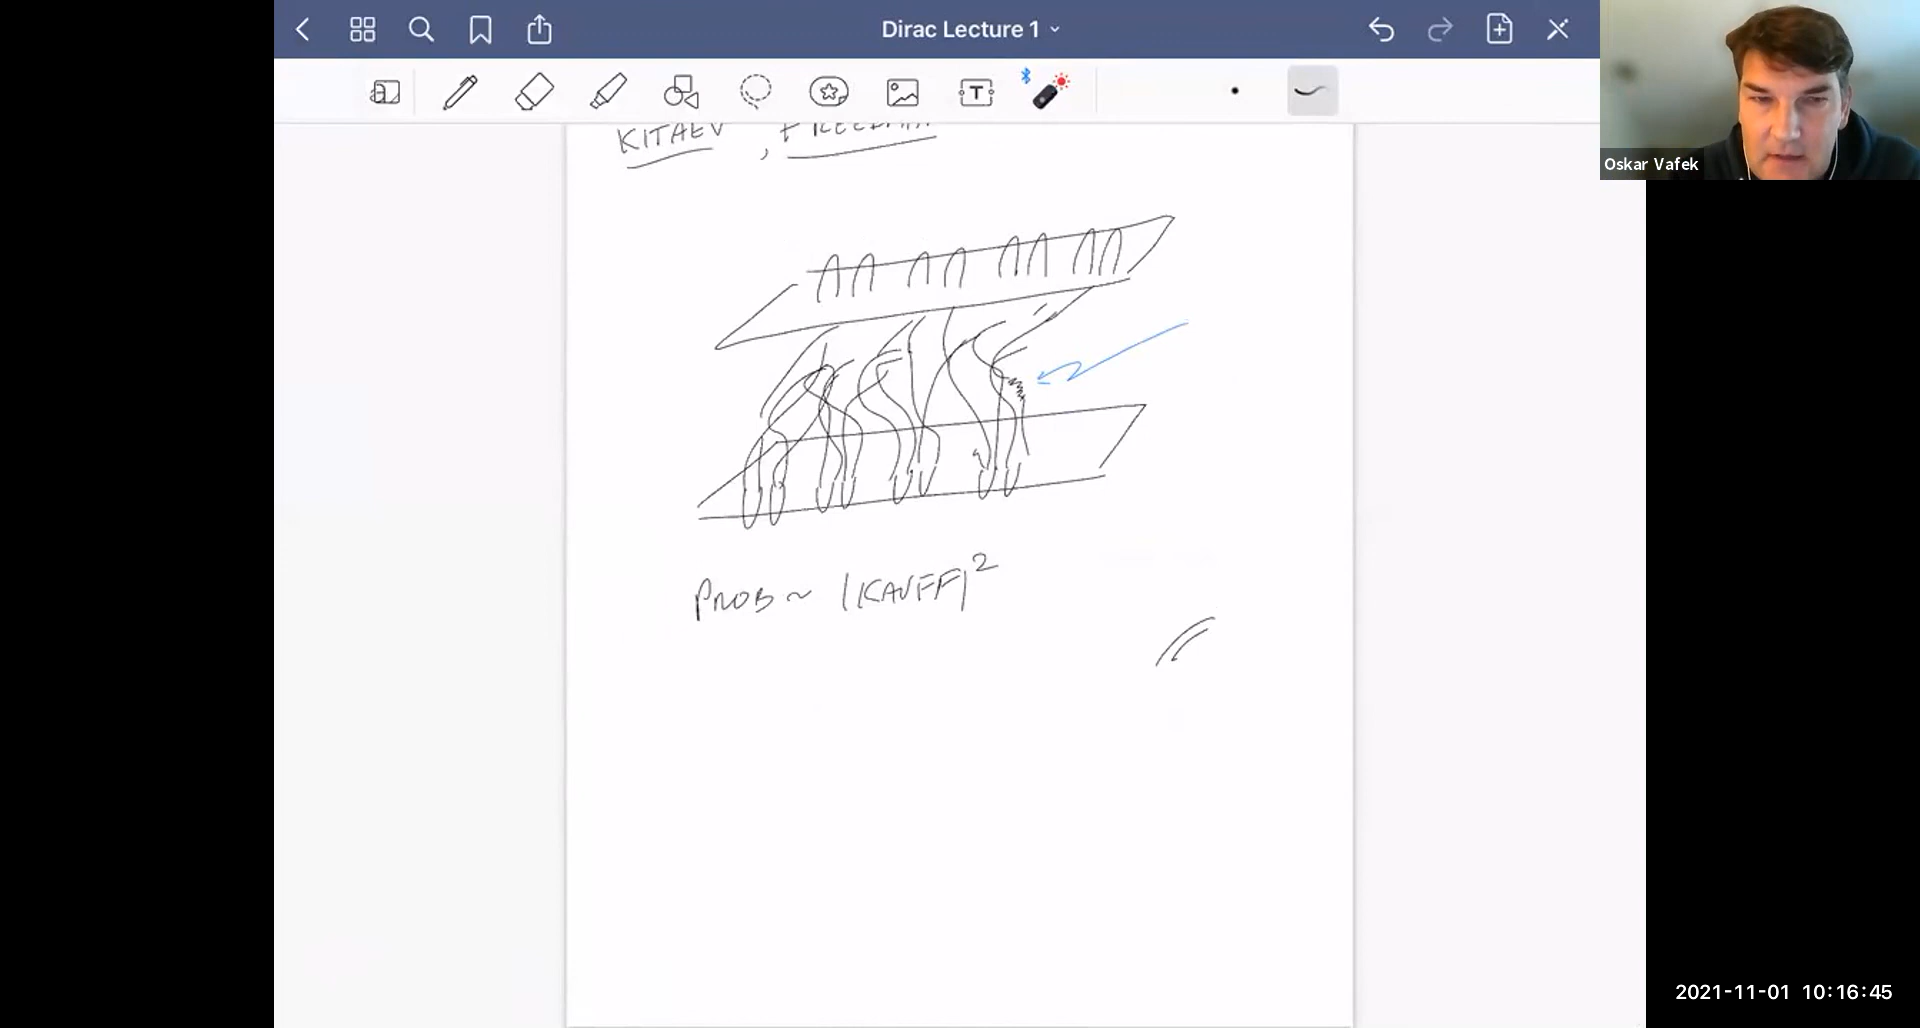 Dirac Lecture 1
T
KITAEV ,
Oskar Vafek
PROB ~ |KAUFF|²
2021-11-01 10:16:45